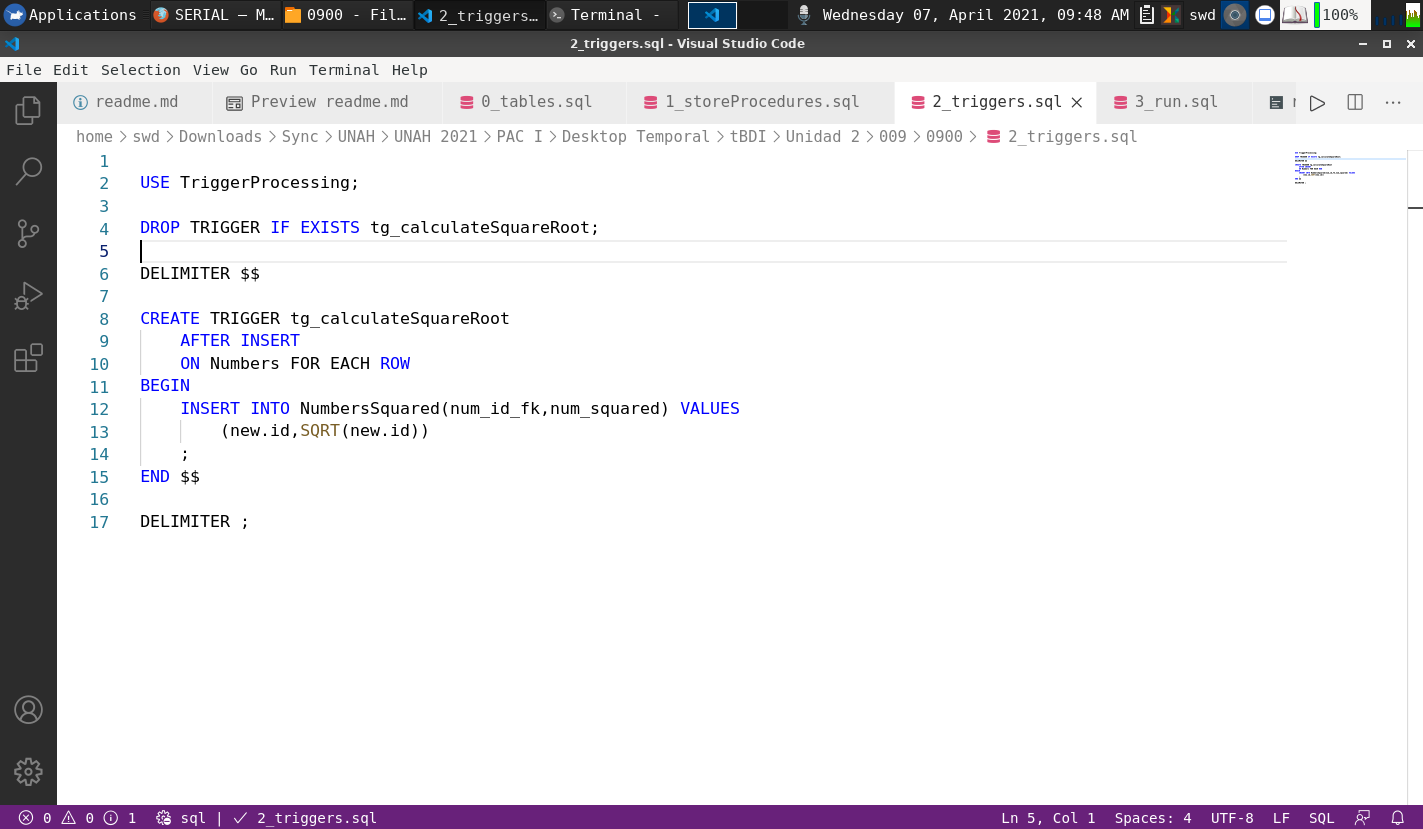 Applications SERIAL — M... 0900 - Fil... 2_triggers... Terminal - Wednesday 07, April 2021, 09:48 AM swd 100%
2_triggers.sql - Visual Studio Code
File Edit Selection View Go Run Terminal Help
readme.md Preview readme.md 0_tables.sql 1_storeProcedures.sql 2_triggers.sql 3_run.sql
home > swd > Downloads > Sync > UNAH > UNAH 2021 > PAC I > Desktop Temporal > tBDI > Unidad 2 > 009 > 0900 > 2_triggers.sql
1
2 USE TriggerProcessing;
3
4 DROP TRIGGER IF EXISTS tg_calculateSquareRoot;
5
6 DELIMITER $$
7
8 CREATE TRIGGER tg_calculateSquareRoot
9 AFTER INSERT
10 ON Numbers FOR EACH ROW
11 BEGIN
12 INSERT INTO NumbersSquared(num_id_fk,num_squared) VALUES
13 (new.id,SQRT(new.id))
14 ;
15 END $$
16
17 DELIMITER ;
0 0 1 sql | 2_triggers.sql Ln 5, Col 1 Spaces: 4 UTF-8 LF SQL